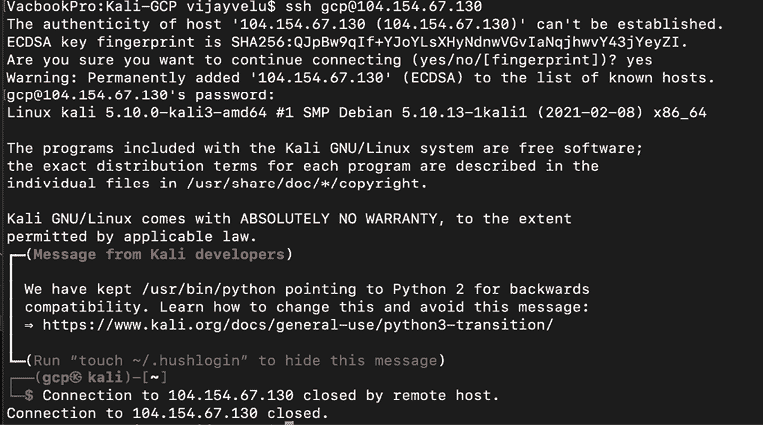 VacbookPro:Kali-GCP vijayvelu$ ssh gcp@104.154.67.130
The authenticity of host '104.154.67.130 (104.154.67.130)' can't be established.
ECDSA key fingerprint is SHA256:QJpBw9qIf+YJoYLsXHyNdnwVGvIaNqjhwvY43jYeyZI.
Are you sure you want to continue connecting (yes/no/[fingerprint])? yes
Warning: Permanently added '104.154.67.130' (ECDSA) to the list of known hosts.
gcp@104.154.67.130's password:
Linux kali 5.10.0-kali3-amd64 #1 SMP Debian 5.10.13-1kali1 (2021-02-08) x86_64
The programs included with the Kali GNU/Linux system are free software;
the exact distribution terms for each program are described in the
individual files in /usr/share/doc/*/copyright.
Kali GNU/Linux comes with ABSOLUTELY NO WARRANTY, to the extent
permitted by applicable law.
┏━(Message from Kali developers)
┃ We have kept /usr/bin/python pointing to Python 2 for backwards
┃ compatibility. Learn how to change this and avoid this message:
┃ ⇒ https://www.kali.org/docs/general-use/python3-transition/
┗━(Run “touch ~/.hushlogin” to hide this message)
┌──(gcp㉿kali)-[~]
└─$ Connection to 104.154.67.130 closed by remote host.
Connection to 104.154.67.130 closed.